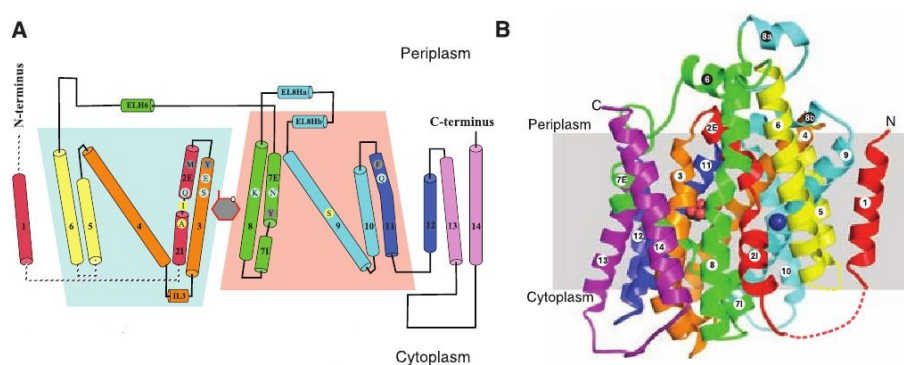 A
Periplasm
N-terminus
ELH6
EL8Ha
EL8Hb
C-terminus
1
6
5
4
M
2E
Q
I
A
2I
Y
E
S
3
IL3
K
8
7E
N
Y
7I
S
9
10
F
Q
11
12
13
14
Cytoplasm
B
8a
6
C
N
Periplasm
2E
8b
6
4
9
11
3
7E
1
5
12
14
13
2I
8
10
Cytoplasm
7I